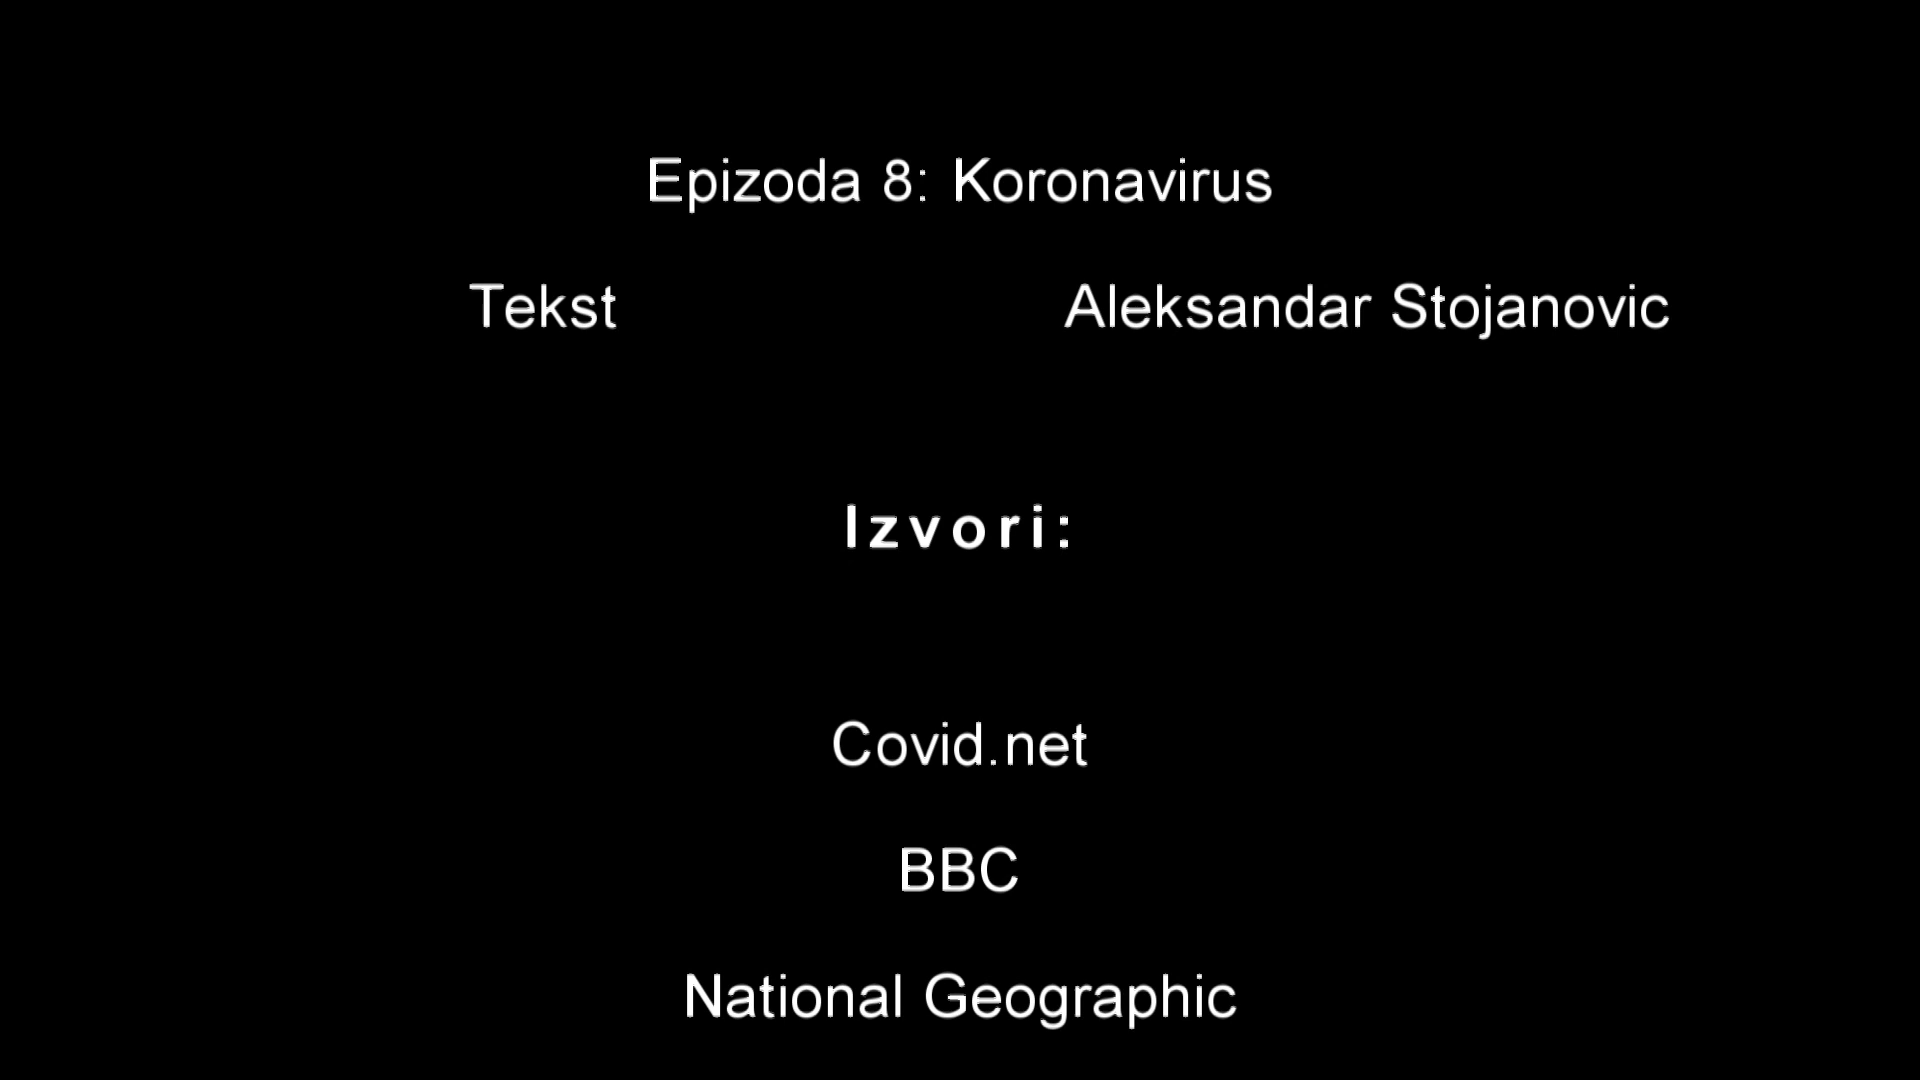 Epizoda 8: Koronavirus
Tekst Aleksandar Stojanovic
Izvori:
Covid.net
BBC
National Geographic